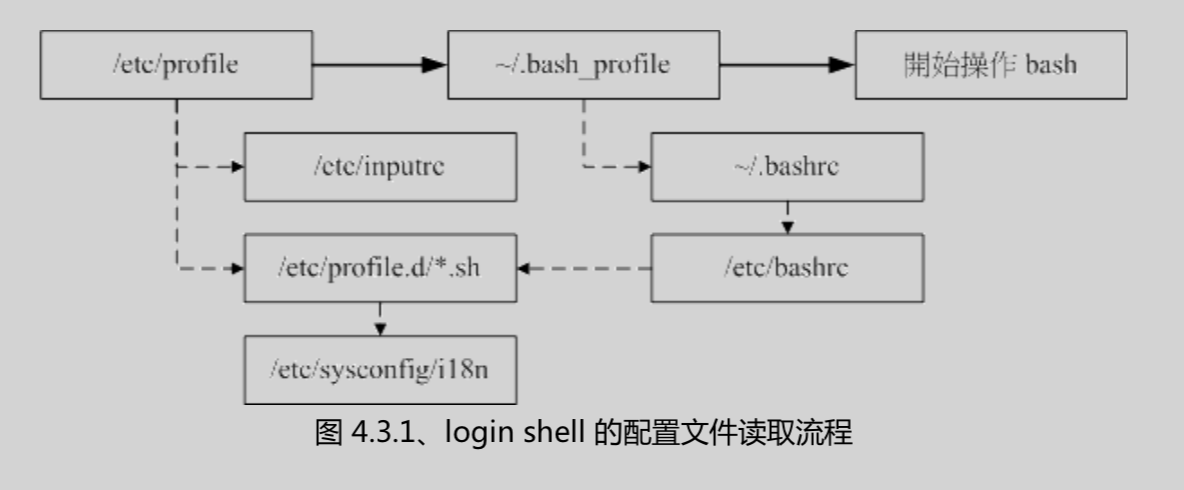 /etc/profile
~/.bash_profile
開始操作 bash
/etc/inputrc
~/.bashrc
/etc/profile.d/*.sh
/etc/bashrc
/etc/sysconfig/i18n
图 4.3.1、login shell 的配置文件读取流程